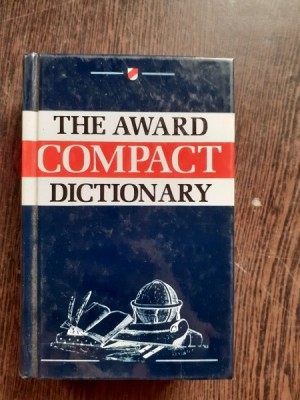 THE AWARD
COMPACT
DICTIONARY